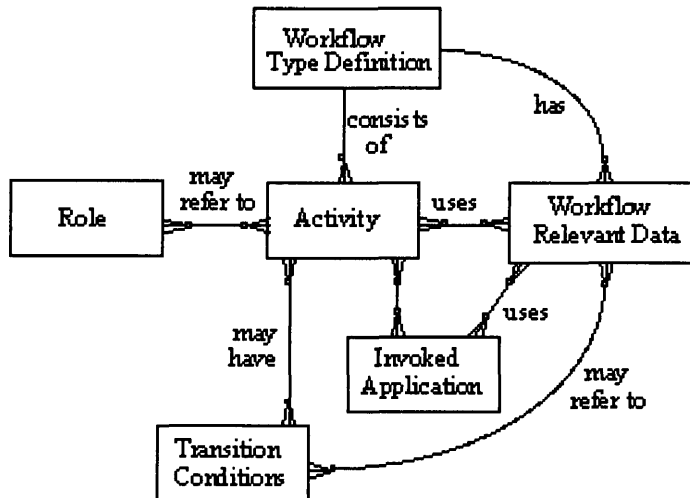 Workflow
Type Definition
consists
of
has
may
refer to
Role
Activity
uses
Workflow
Relevant Data
uses
may
have
Invoked
Application
may
refer to
Transition
Conditions